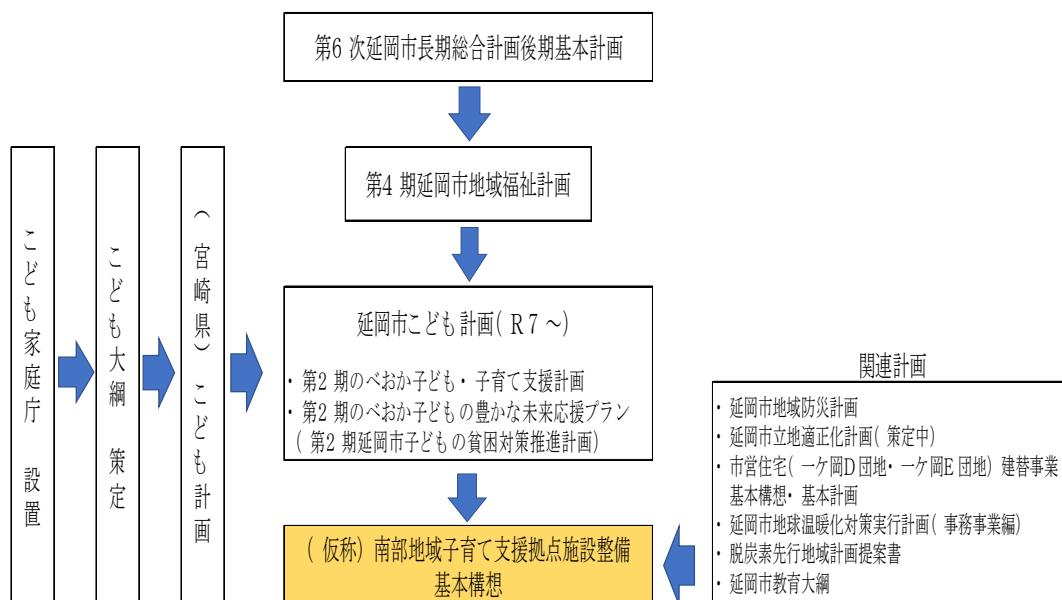 第6 次延岡市長期総合計画後期基本計画
第4 期延岡市地域福祉計画
こども家庭庁 設置
こども大綱 策定
(宮崎県)こども計画
延岡市こども計画( R 7 ～)
・第2 期のべおか子ども・ 子育て支援計画
・第2 期のべおか子どもの豊かな未来応援プラン
( 第2 期延岡市子どもの貧困対策推進計画)
( 仮称) 南部地域子育て支援拠点施設整備
基本構想
関連計画
・延岡市地域防災計画
・延岡市立地適正化計画( 策定中)
・市営住宅( 一ケ岡D 団地・ 一ケ岡E 団地) 建替事業
基本構想・ 基本計画
・延岡市地球温暖化対策実行計画( 事務事業編)
・脱炭素先行地域計画提案書
・延岡市教育大綱